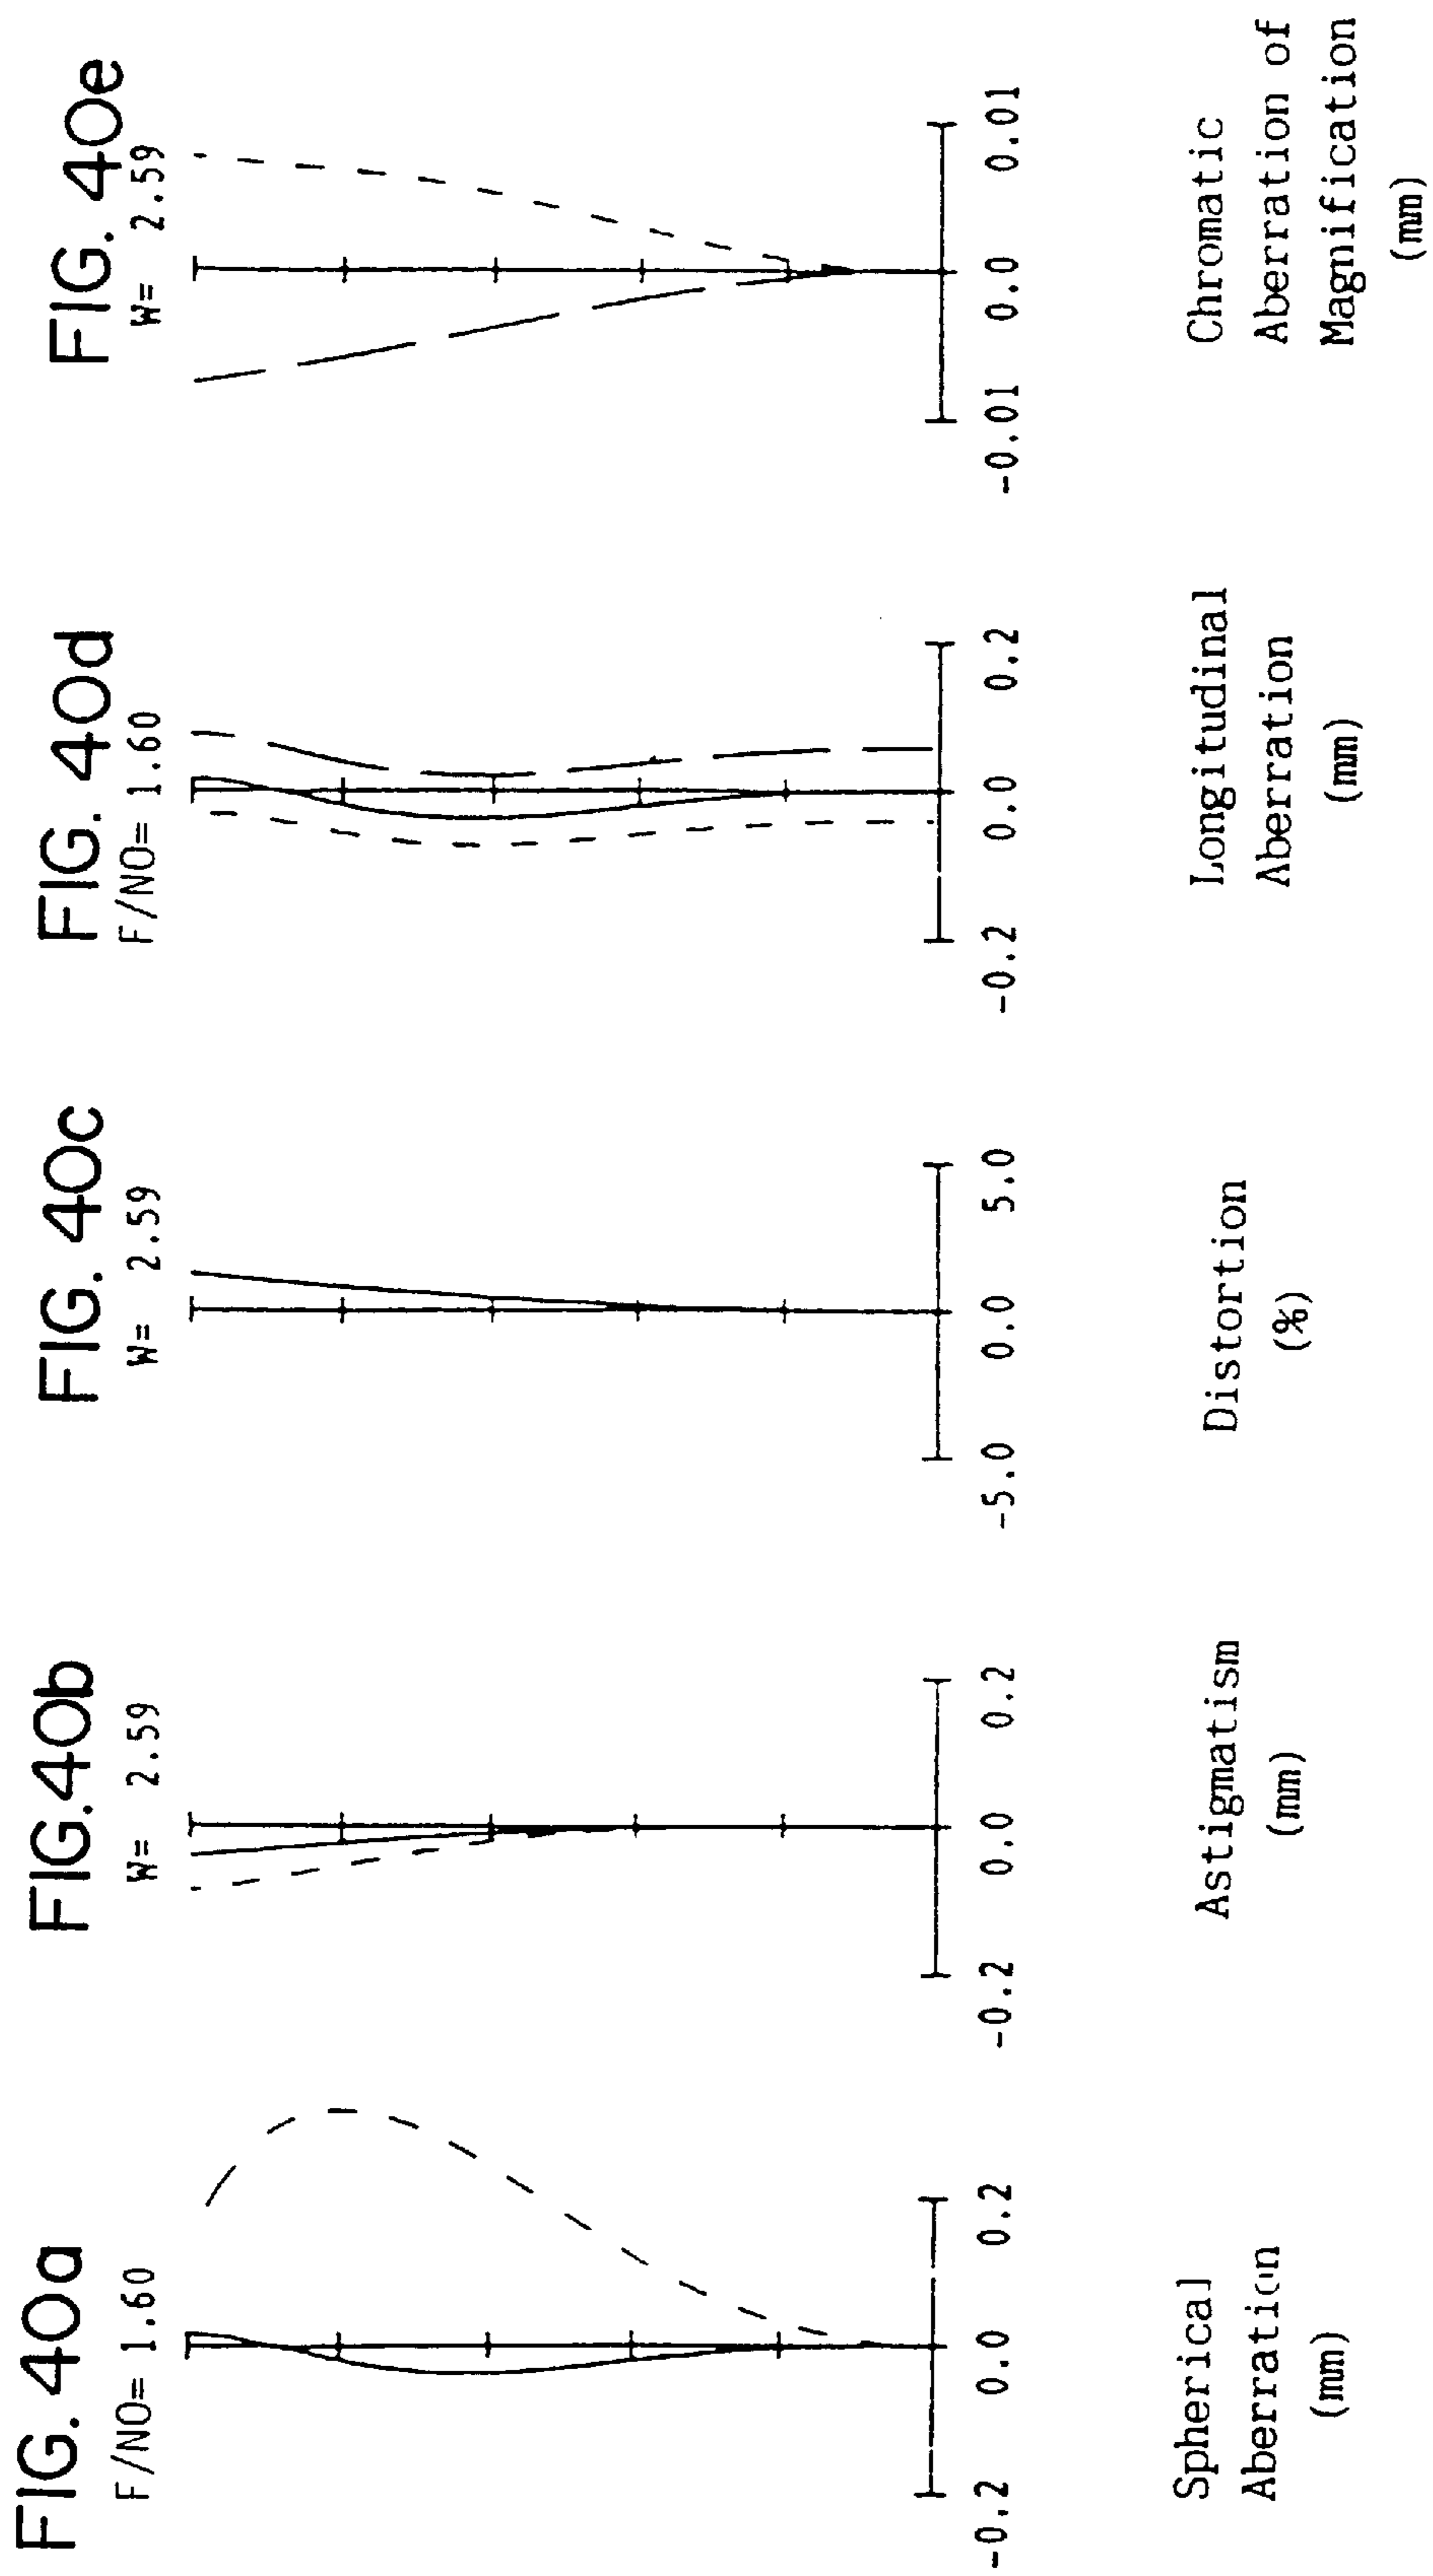 FIG. 40a
F/NO= 1.60
-0.2
0.0
0.2
Spherical
Aberration
(mm)
FIG. 40b
W= 2.59
-0.2
0.0
0.2
Astigmatism
(mm)
FIG. 40c
W= 2.59
-5.0
0.0
5.0
Distortion
(%)
FIG. 40d
F/NO= 1.60
-0.2
0.0
0.2
Longitudinal
Aberration
(mm)
FIG. 40e
W= 2.59
-0.01
0.0
0.01
Chromatic
Aberration of
Magnification
(mm)